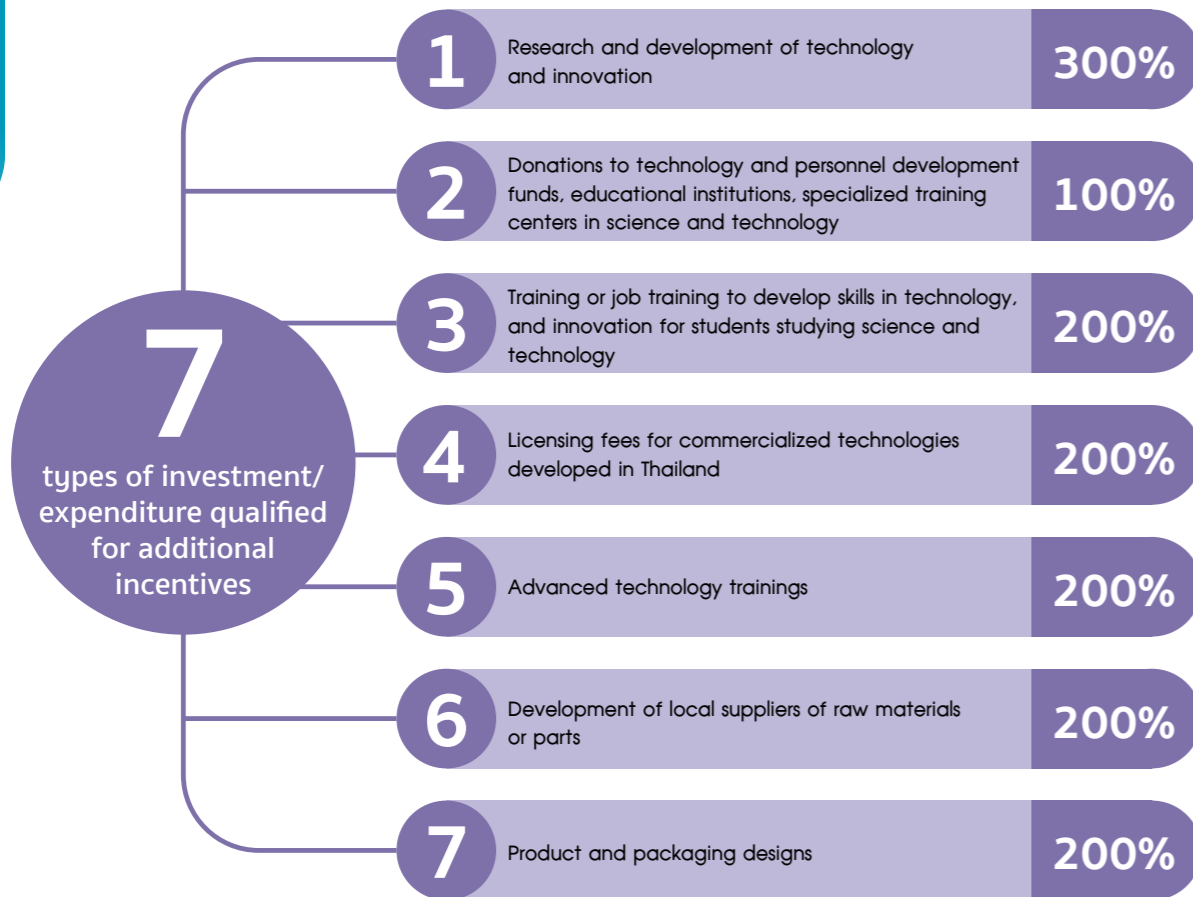 7
types of investment/
expenditure qualified
for additional
incentives
1
Research and development of technology
and innovation
300%
2
Donations to technology and personnel development
funds, educational institutions, specialized training
centers in science and technology
100%
3
Training or job training to develop skills in technology,
and innovation for students studying science and
technology
200%
4
Licensing fees for commercialized technologies
developed in Thailand
200%
5
Advanced technology trainings
200%
6
Development of local suppliers of raw materials
or parts
200%
7
Product and packaging designs
200%